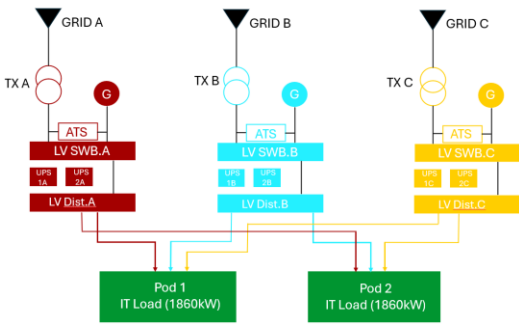 GRID A
GRID B
GRID C
TX A
G
TX B
G
TX C
G
ATS
ATS
ATS
LV SWB.A
LV SWB.B
LV SWB.C
UPS
1A
UPS
2A
UPS
1B
UPS
2B
UPS
1C
UPS
2C
LV Dist.A
LV Dist.B
LV Dist.C
Pod 1
IT Load (1860kW)
Pod 2
IT Load (1860kW)